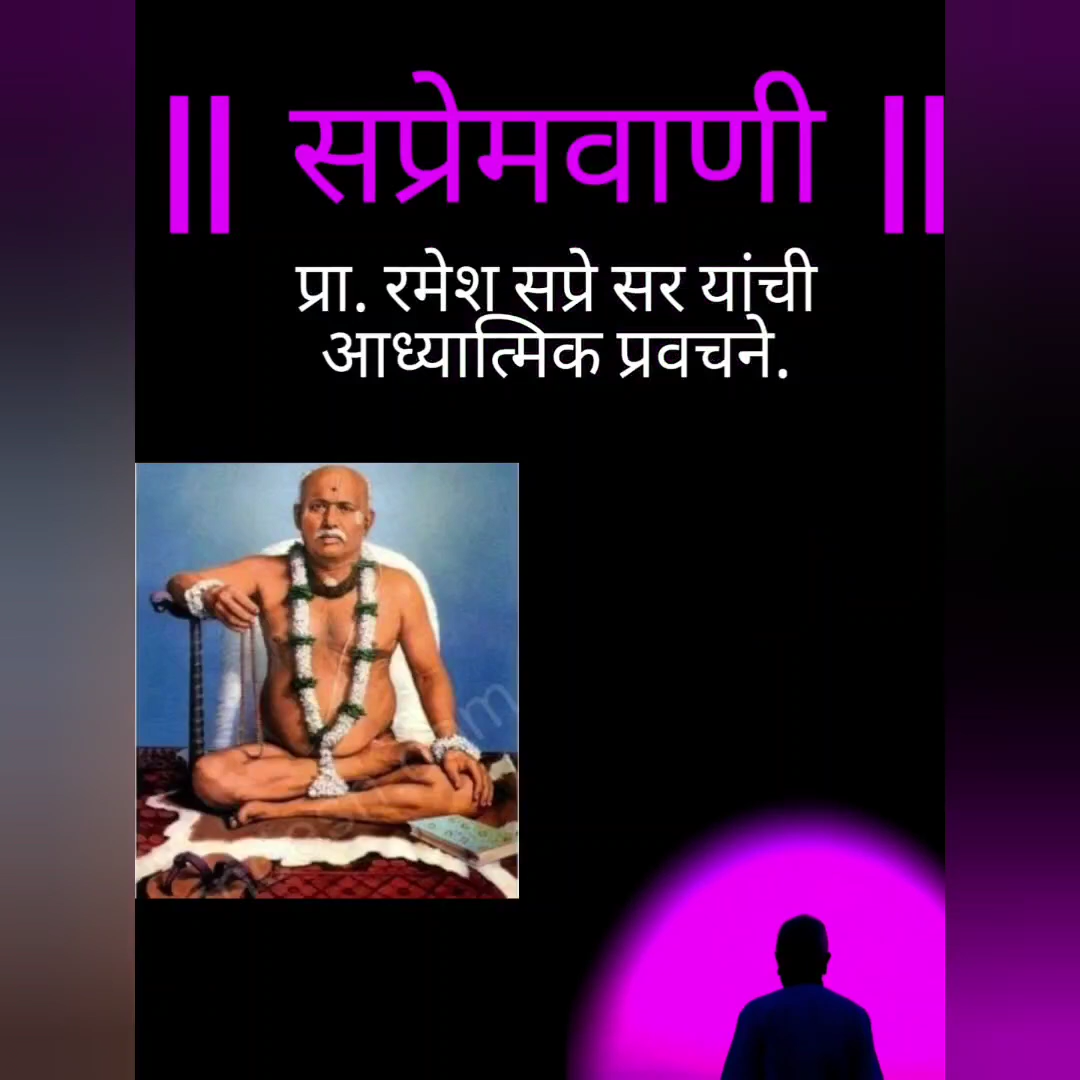 || सप्रेमवाणी ||
प्रा. रमेश सप्रे सर यांची
आध्यात्मिक प्रवचने.